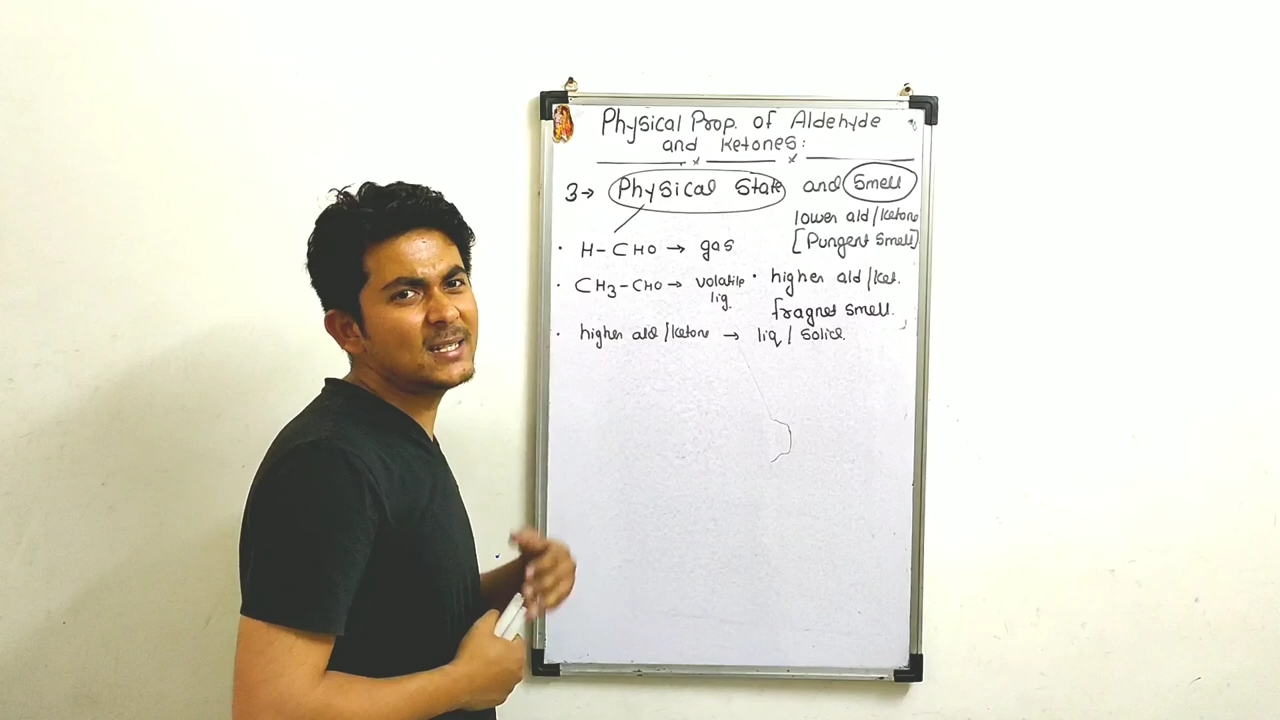 Physical Prop. of Aldehyde
and Ketones:
3→ Physical State and Smell
lower ald/Ketone
[Pungent Smell]
· H-CHO → gas
· CH3-CHO → volatile
liq.
· higher ald/Ket.
fragnes smell.
· higher ald/Ketone → liq/Solid.